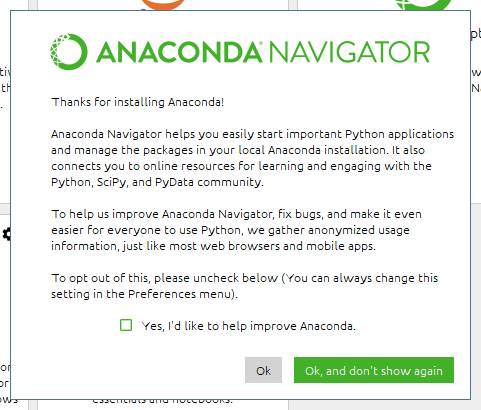 ANACONDA NAVIGATOR
Thanks for installing Anaconda!
Anaconda Navigator helps you easily start important Python applications
and manage the packages in your local Anaconda installation. It also
connects you to online resources for learning and engaging with the
Python, SciPy, and PyData community.
To help us improve Anaconda Navigator, fix bugs, and make it even
easier for everyone to use Python, we gather anonymized usage
information, just like most web browsers and mobile apps.
To opt out of this, please uncheck below (You can always change this
setting in the Preferences menu).
Yes, I'd like to help improve Anaconda.
Ok
Ok, and don't show again
essentials and notebooks.